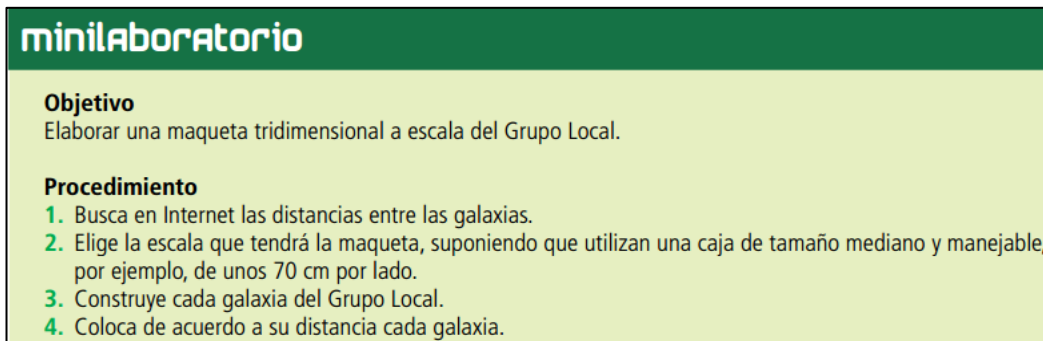 minilaboratorio
Objetivo
Elaborar una maqueta tridimensional a escala del Grupo Local.
Procedimiento
1. Busca en Internet las distancias entre las galaxias.
2. Elige la escala que tendrá la maqueta, suponiendo que utilizan una caja de tamaño mediano y manejable,
por ejemplo, de unos 70 cm por lado.
3. Construye cada galaxia del Grupo Local.
4. Coloca de acuerdo a su distancia cada galaxia.